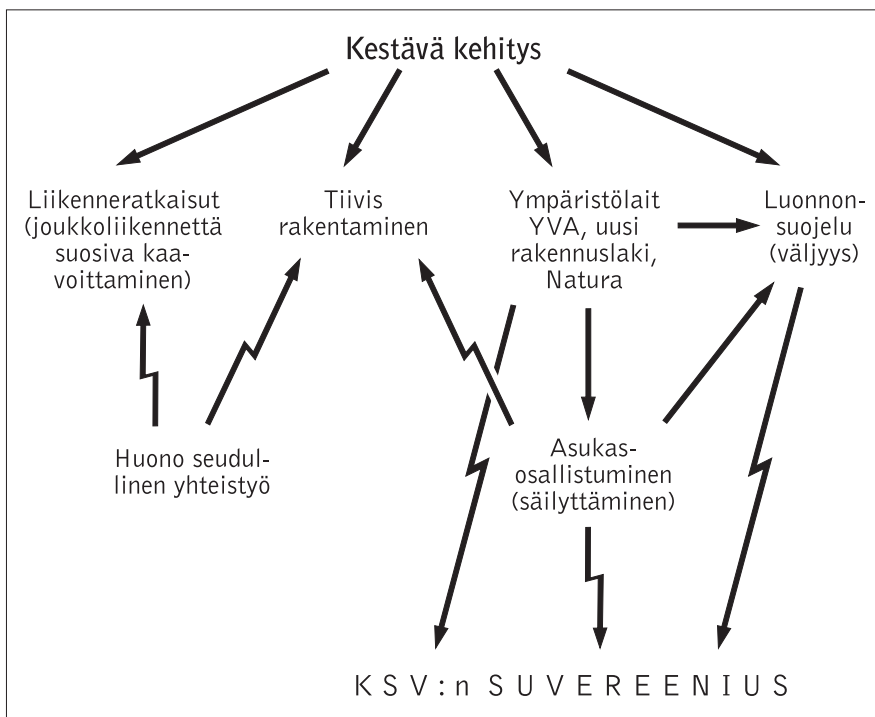 Kestävä kehitys
Liikenneratkaisut
(joukkoliikennettä
suosiva kaa-
voittaminen)
Tiivis
rakentaminen
Ympäristölait
YVA, uusi
rakennuslaki,
Natura
Luonnon-
suojelu
(väljyys)
Huono seudul-
linen yhteistyö
Asukas-
osallistuminen
(säilyttäminen)
KSV:n SUVEREENIUS